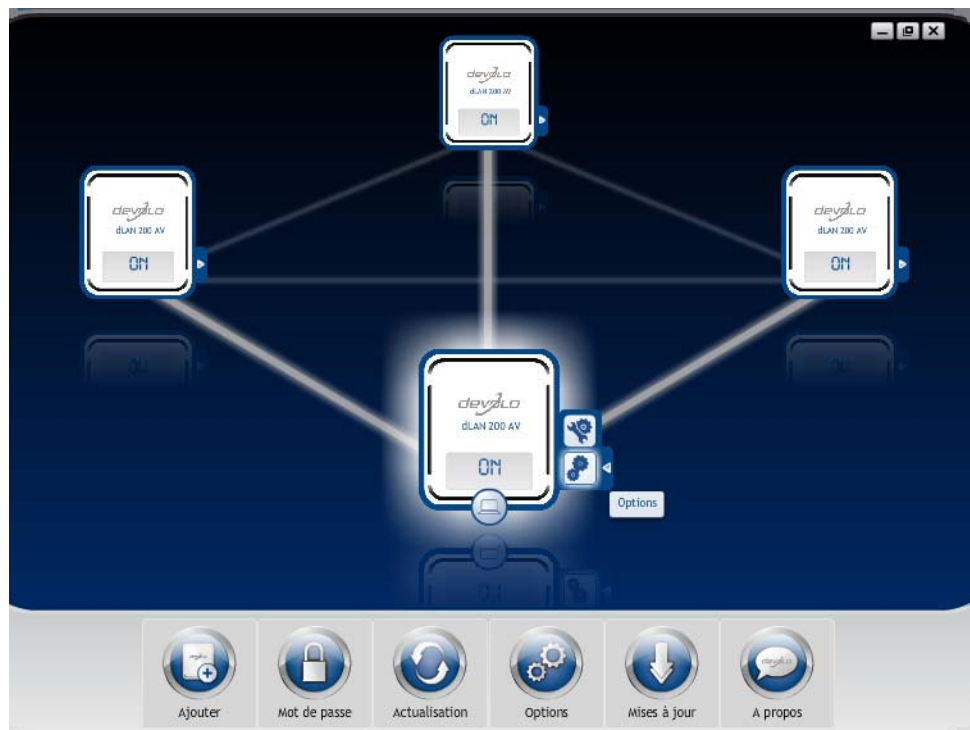 devolo
dLAN 200 AV
ON
devolo
dLAN 200 AV
ON
devolo
dLAN 200 AV
ON
devolo
dLAN 200 AV
ON
Options
Ajouter
Mot de passe
Actualisation
Options
Mises à jour
devolo
A propos